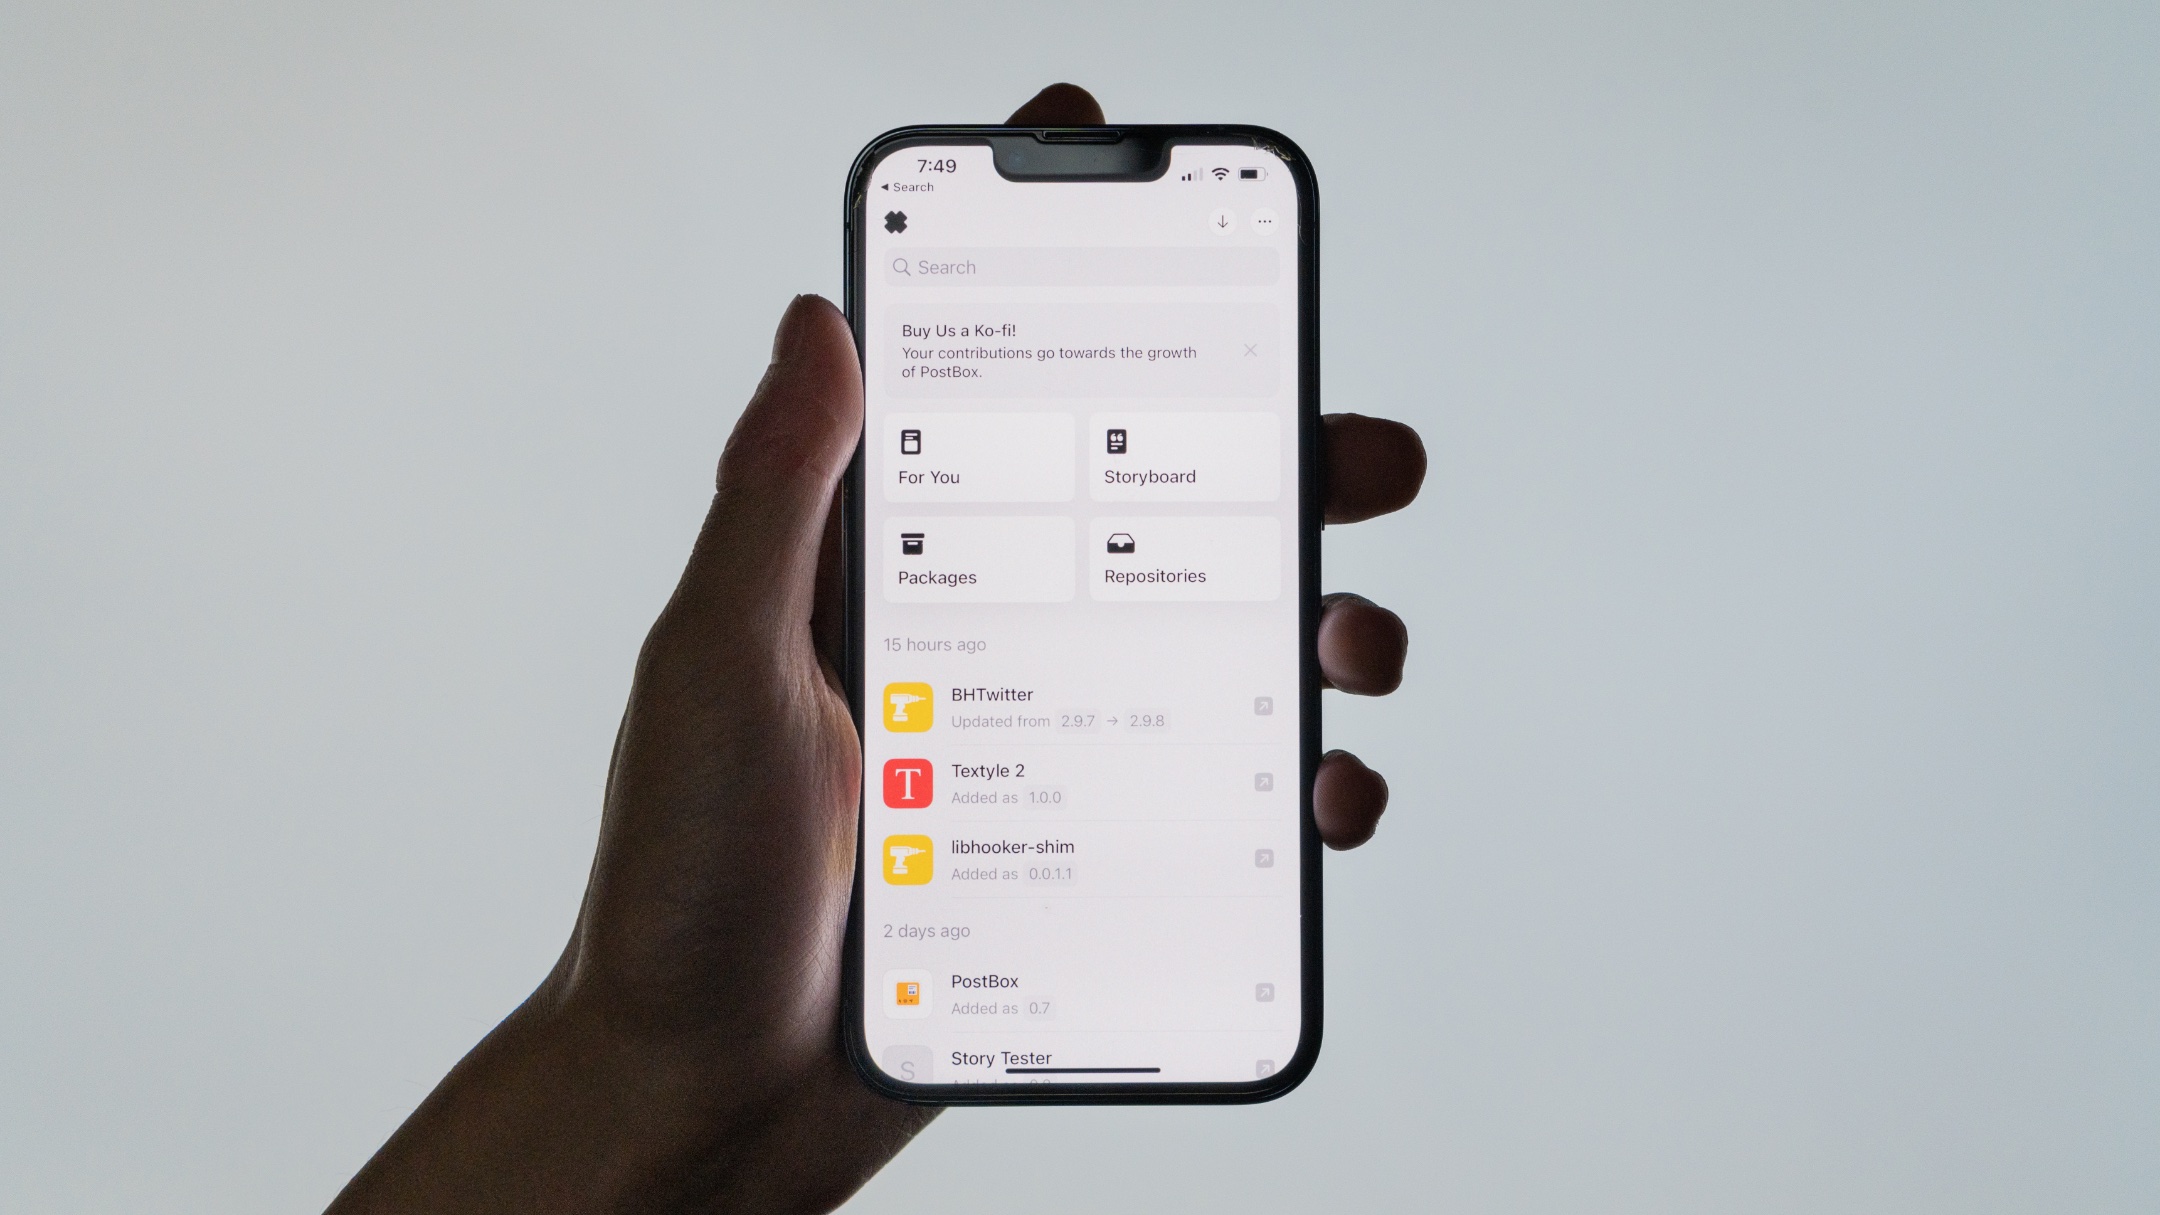 7:49
◀ Search
Search
Buy Us a Ko-fi!
Your contributions go towards the growth
of PostBox.
For You
Storyboard
Packages
Repositories
15 hours ago
BHTwitter
Updated from 2.9.7 → 2.9.8
Textyle 2
Added as 1.0.0
libhooker-shim
Added as 0.0.1.1
2 days ago
PostBox
Added as 0.7
S
Story Tester